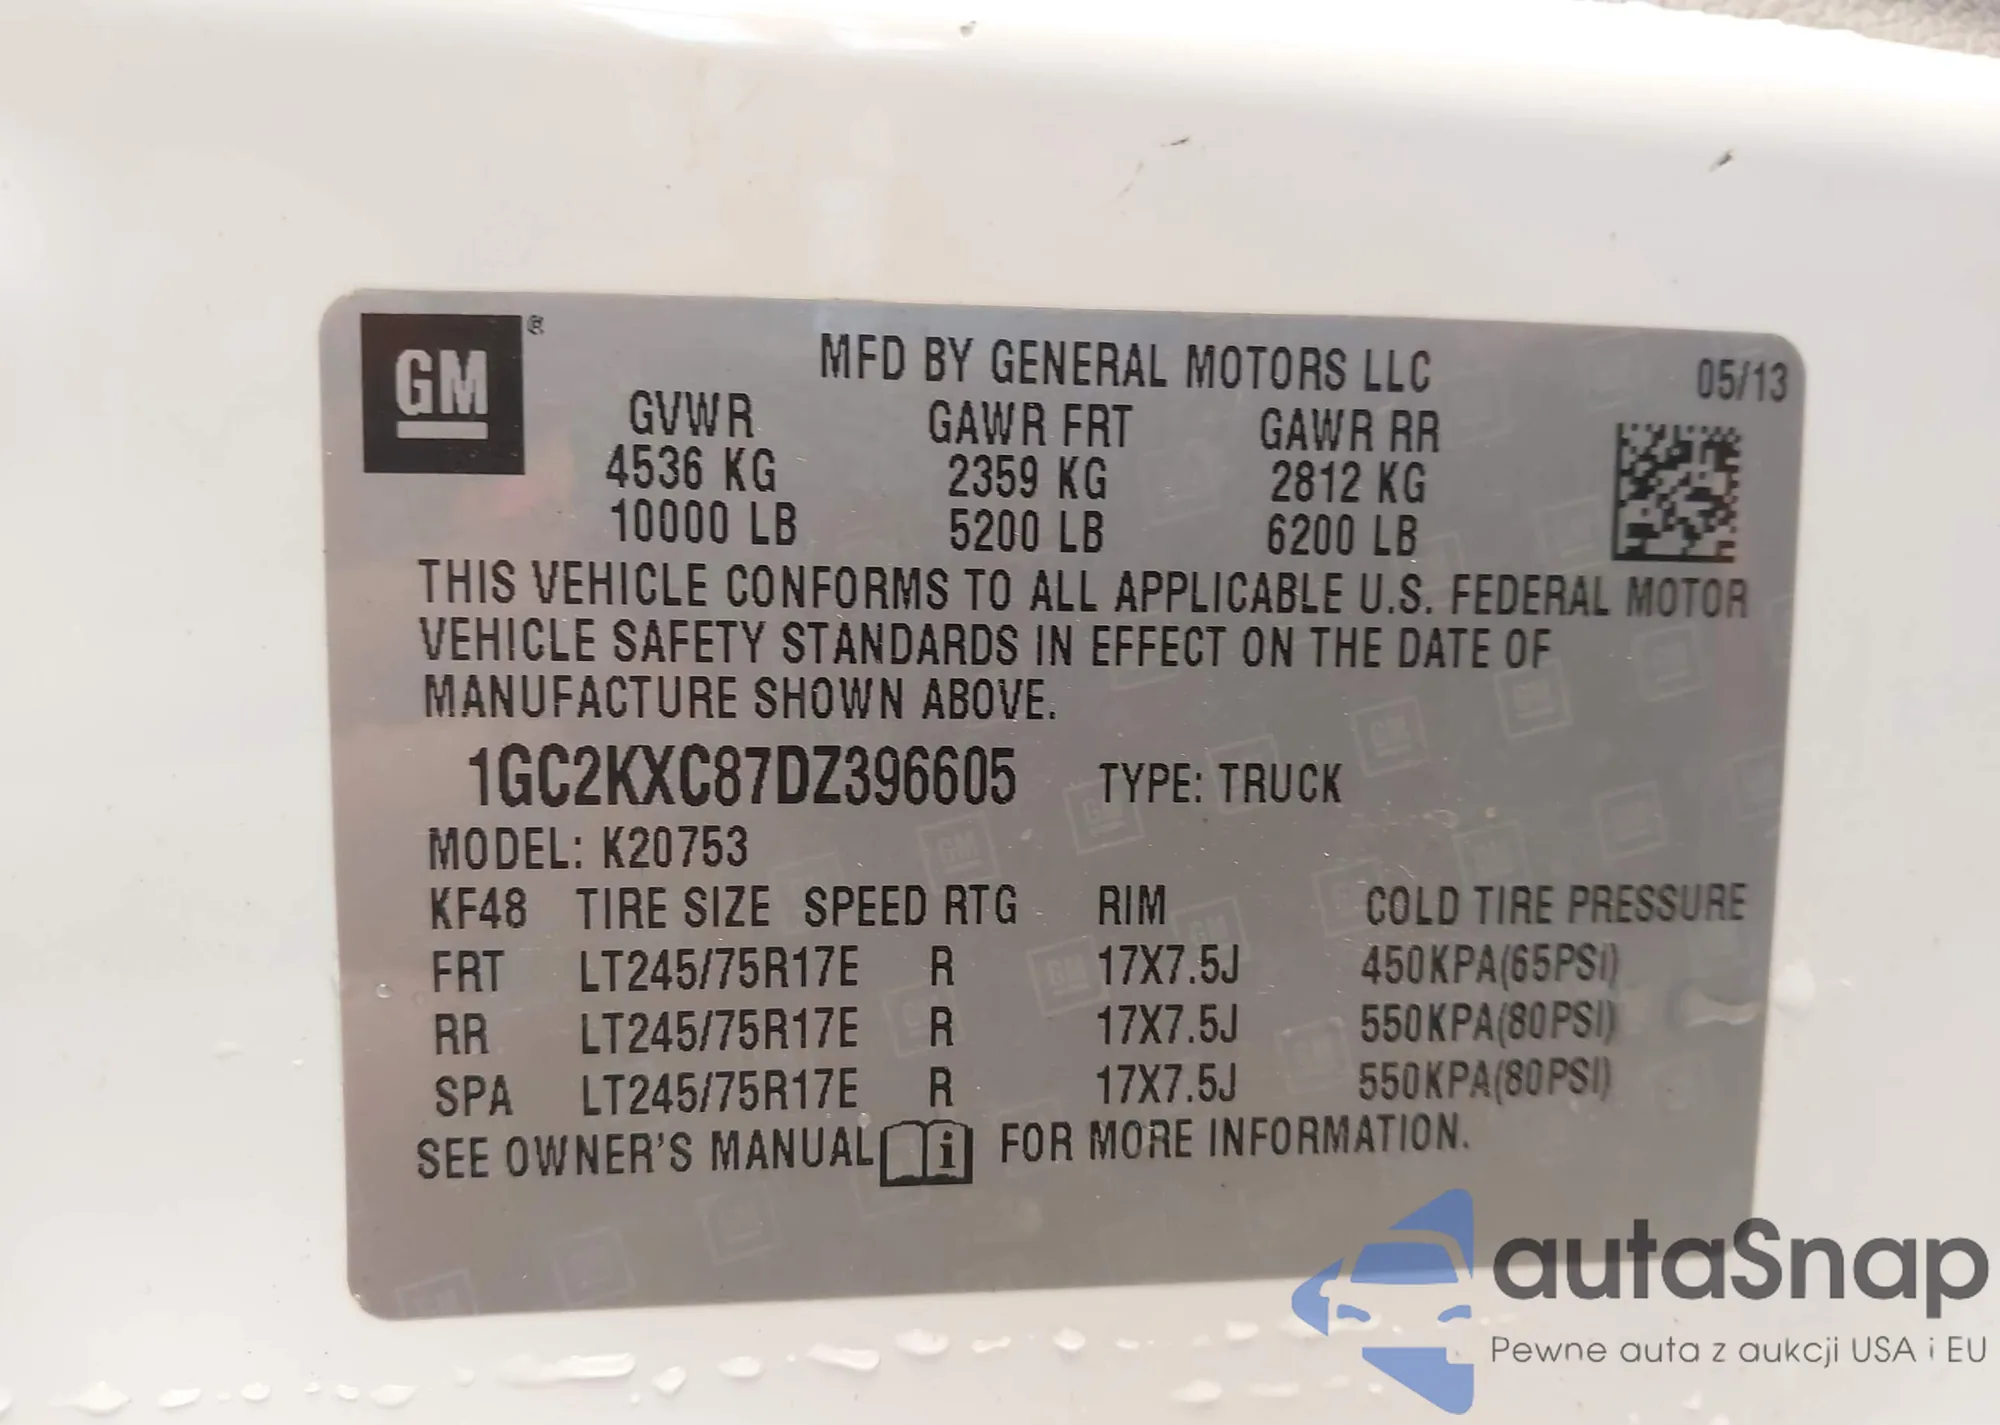 GM ®
MFD BY GENERAL MOTORS LLC 05/13
GVWR GAWR FRT GAWR RR
4536 KG 2359 KG 2812 KG
10000 LB 5200 LB 6200 LB
THIS VEHICLE CONFORMS TO ALL APPLICABLE U.S. FEDERAL MOTOR
VEHICLE SAFETY STANDARDS IN EFFECT ON THE DATE OF
MANUFACTURE SHOWN ABOVE.
1GC2KXC87DZ396605 TYPE: TRUCK
MODEL: K20753
KF48 TIRE SIZE SPEED RTG RIM COLD TIRE PRESSURE
FRT LT245/75R17E R 17X7.5J 450KPA(65PSI)
RR LT245/75R17E R 17X7.5J 550KPA(80PSI)
SPA LT245/75R17E R 17X7.5J 550KPA(80PSI)
SEE OWNER'S MANUAL i FOR MORE INFORMATION.
autaSnap
Pewne auta z aukcji USA i EU